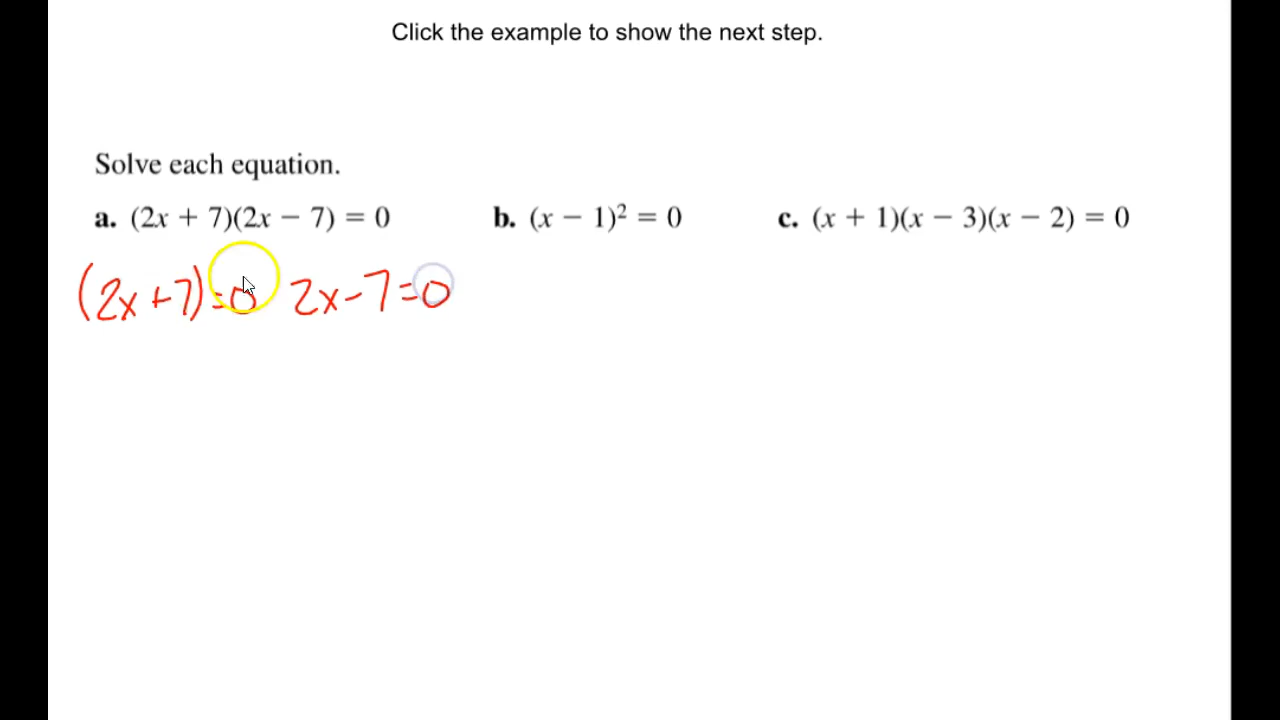 Click the example to show the next step.
Solve each equation.
a. (2x + 7)(2x − 7) = 0 b. (x − 1)² = 0 c. (x + 1)(x − 3)(x − 2) = 0
(2x+7)=0 2x-7=0